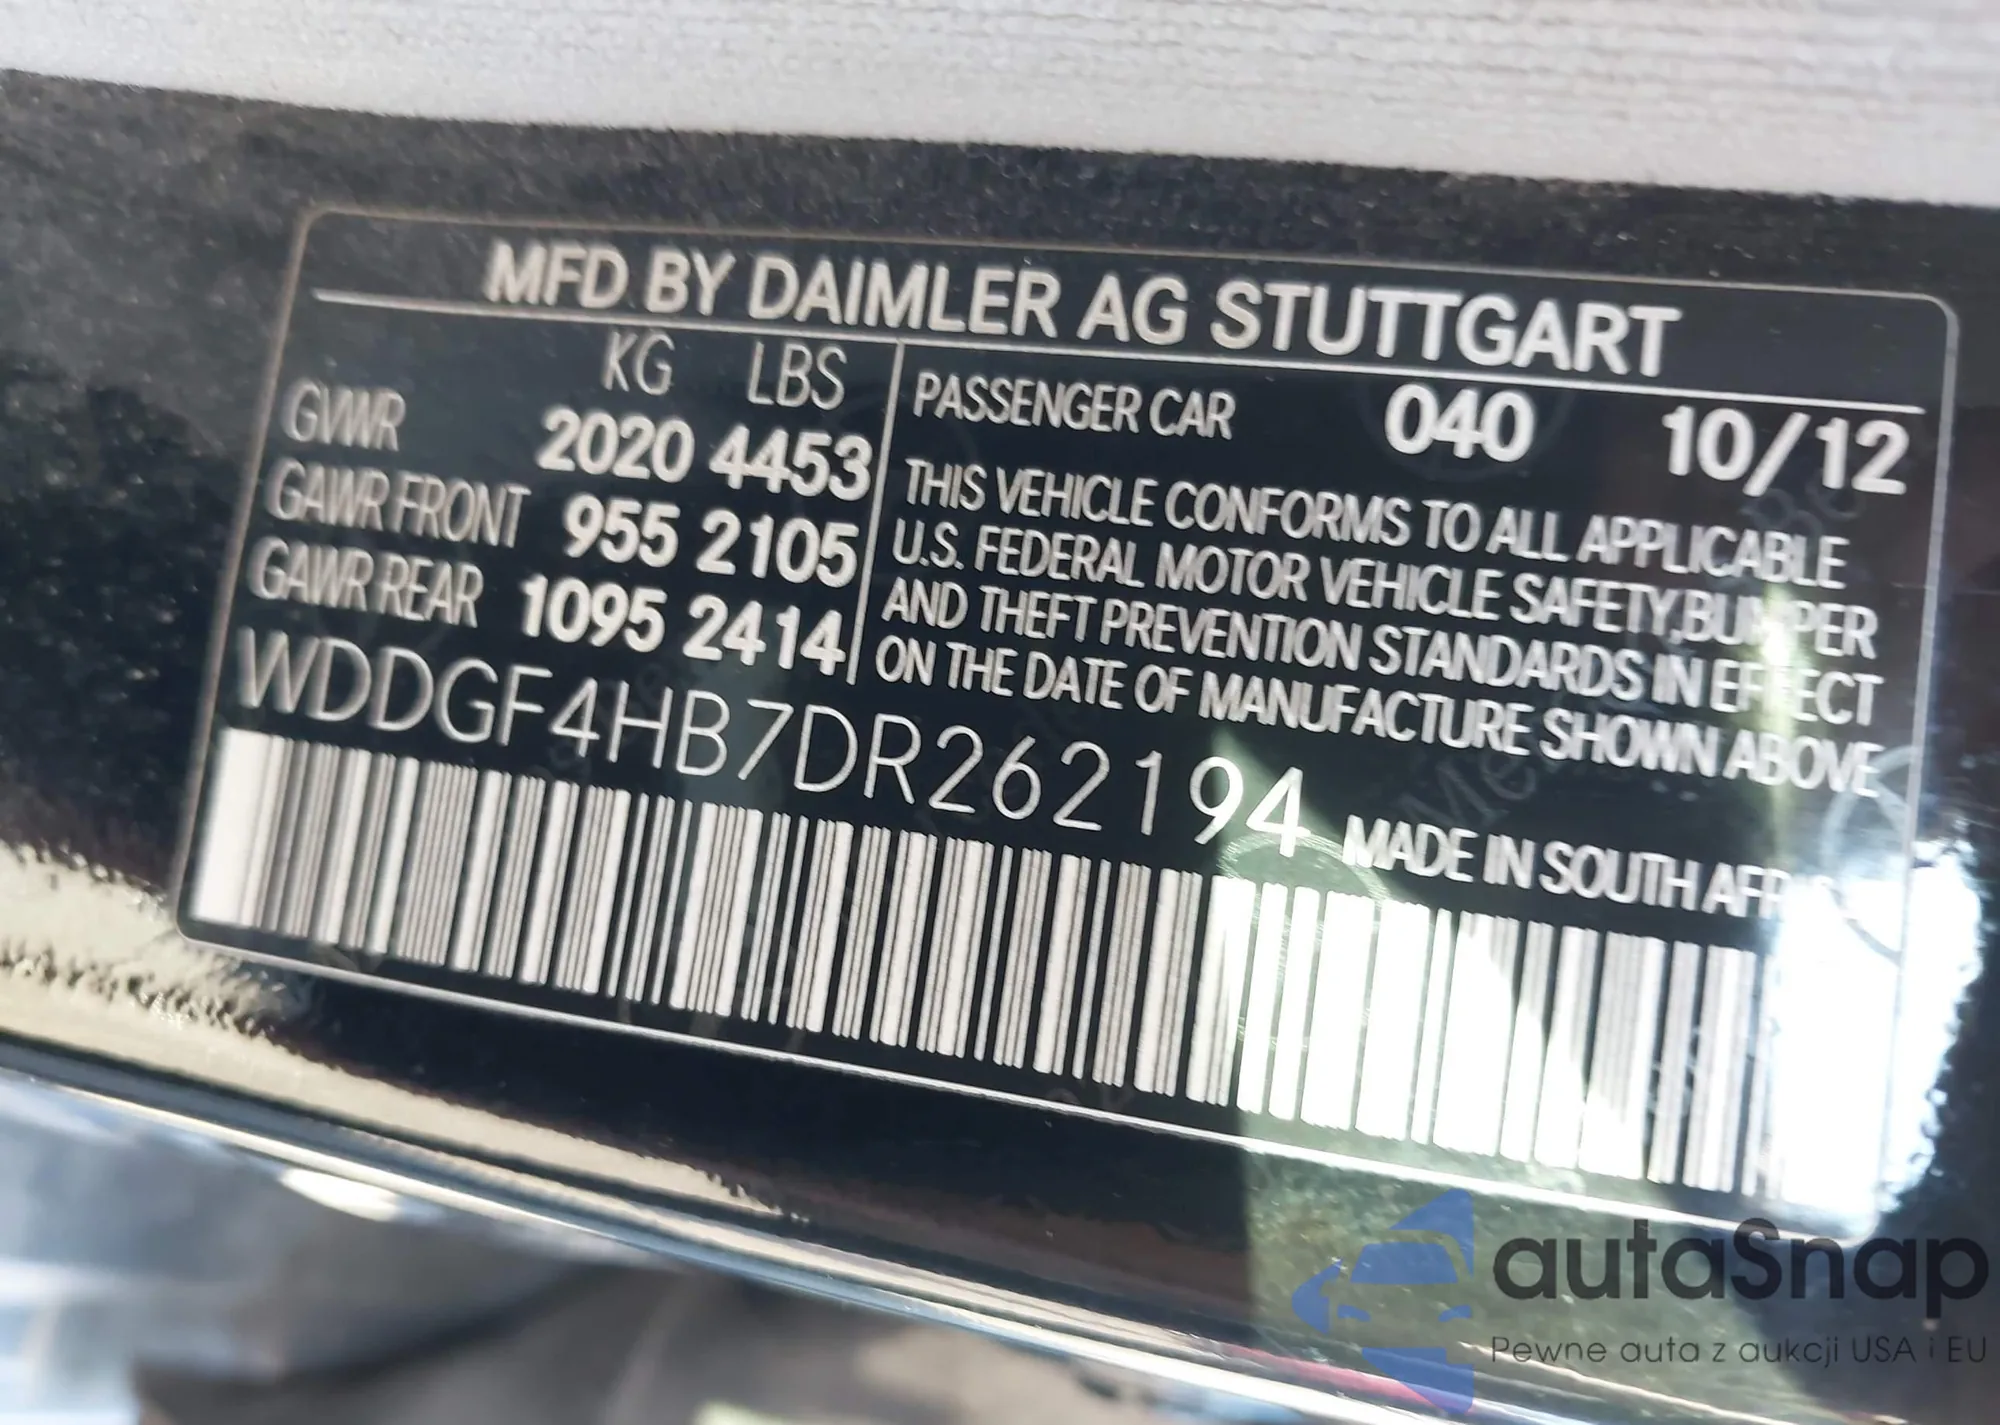 MFD BY DAIMLER AG STUTTGART
KG LBS
GVWR 2020 4453
GAWR FRONT 955 2105
GAWR REAR 1095 2414
PASSENGER CAR 040 10/12
THIS VEHICLE CONFORMS TO ALL APPLICABLE
U.S. FEDERAL MOTOR VEHICLE SAFETY,BUMPER
AND THEFT PREVENTION STANDARDS IN EFFECT
ON THE DATE OF MANUFACTURE SHOWN ABOVE
WDDGF4HB7DR262194
MADE IN SOUTH AFRICA
autaSnap
Pewne auta z aukcji USA i EU